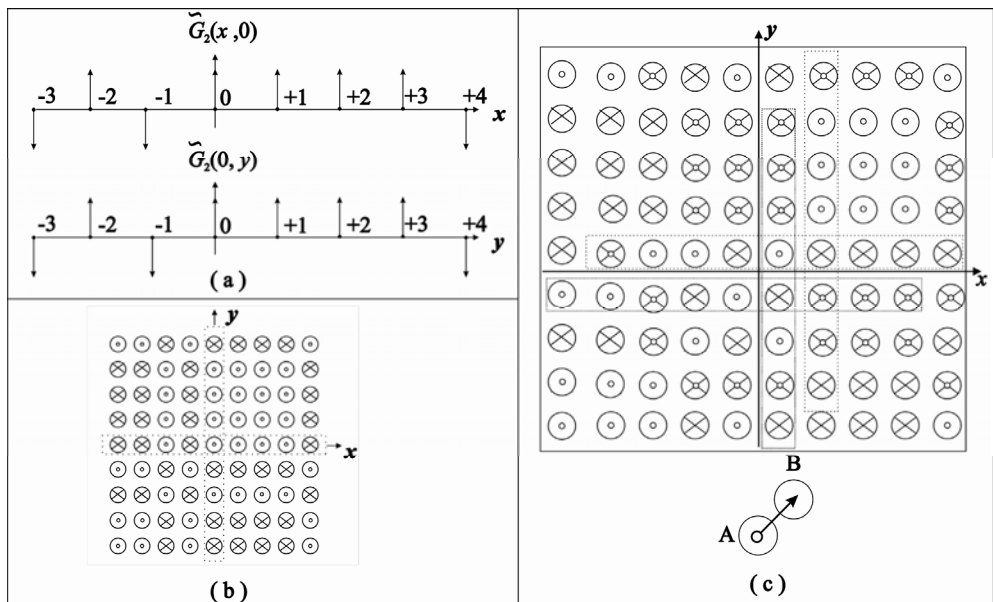 G̃₂(x ,0)
-3 -2 -1 0 +1 +2 +3 +4 x
G̃₂(0, y)
-3 -2 -1 0 +1 +2 +3 +4 y
( a )
y
x
( b )
y
x
B
A
( c )